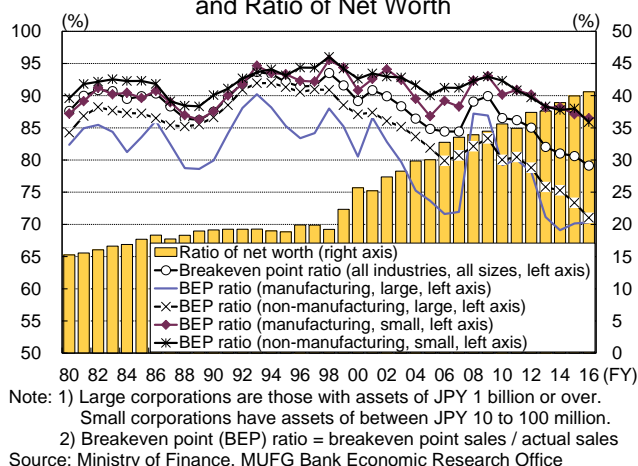 and Ratio of Net Worth
(%) (%)
100 50
95 45
90 40
85 35
80 30
75 25
70 20
65 15
60 10
55 5
50 0
Ratio of net worth (right axis)
Breakeven point ratio (all industries, all sizes, left axis)
BEP ratio (manufacturing, large, left axis)
BEP ratio (non-manufacturing, large, left axis)
BEP ratio (manufacturing, small, left axis)
BEP ratio (non-manufacturing, small, left axis)
80 82 84 86 88 90 92 94 96 98 00 02 04 06 08 10 12 14 16 (FY)
Note: 1) Large corporations are those with assets of JPY 1 billion or over.
Small corporations have assets of between JPY 10 to 100 million.
2) Breakeven point (BEP) ratio = breakeven point sales / actual sales
Source: Ministry of Finance, MUFG Bank Economic Research Office